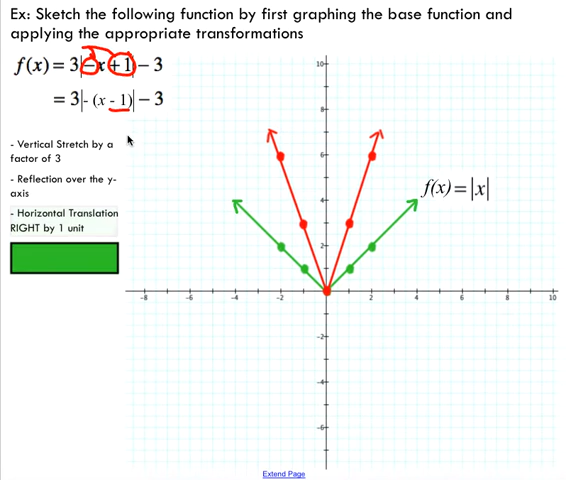 Ex: Sketch the following function by first graphing the base function and
applying the appropriate transformations
f(x) = 3|−x+1| − 3
= 3|- (x - 1)| − 3
- Vertical Stretch by a
factor of 3
- Reflection over the y-
axis
- Horizontal Translation
RIGHT by 1 unit
f(x) = |x|
10
8
6
4
2
-8 -6 -4 -2 2 4 6 8 10
-2
-4
-6
Extend Page